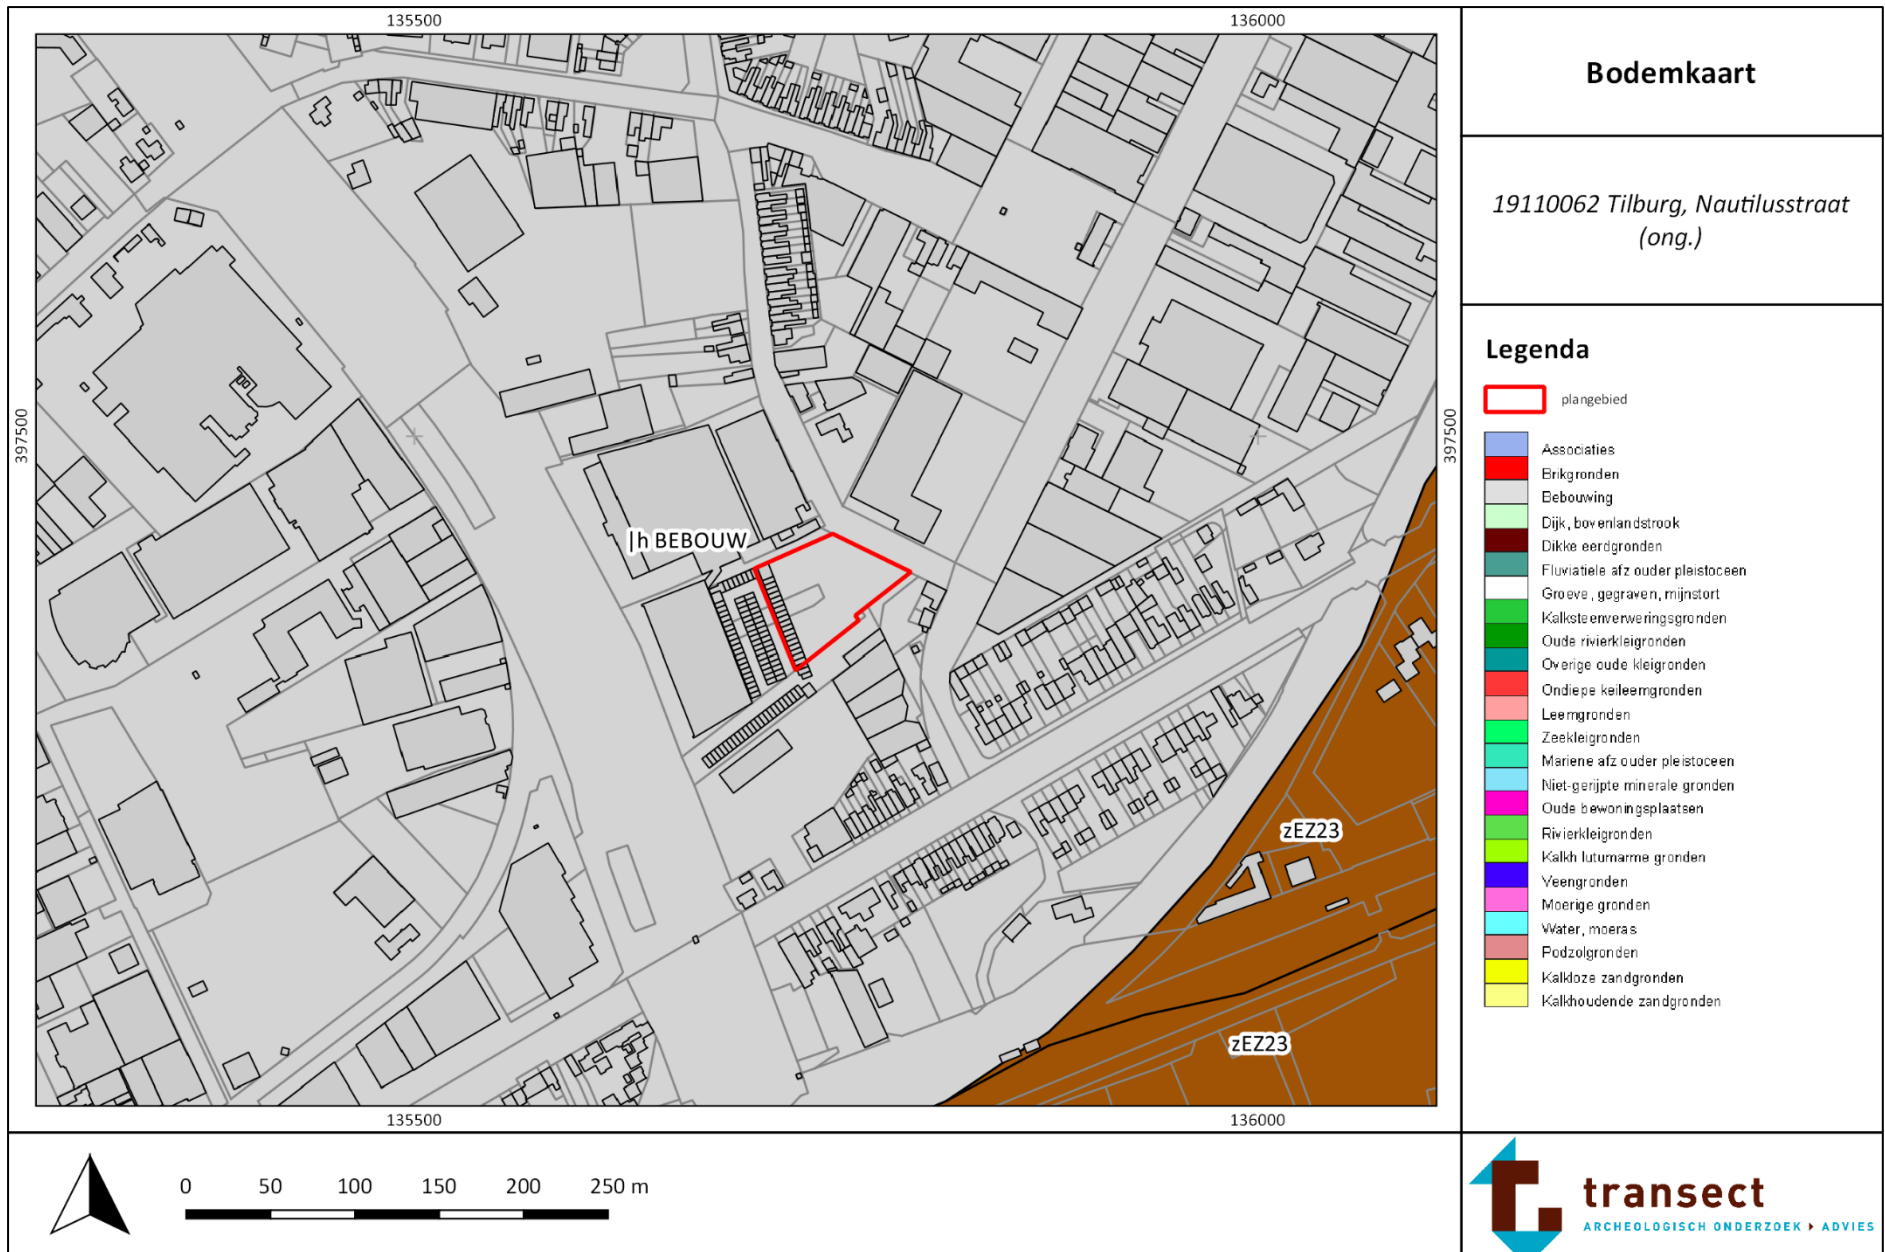 135500
136000
397500
397500
|h BEBOUW
zEZ23
zEZ23
135500
136000
0 50 100 150 200 250 m
Bodemkaart
19110062 Tilburg, Nautilusstraat
(ong.)
Legenda
plangebied
Associaties
Brikgronden
Bebouwing
Dijk, bovenlandstrook
Dikke eerdgronden
Fluviatiele afz ouder pleistoceen
Groeve, gegraven, mijnstort
Kalksteenverweringsgronden
Oude rivierkleigronden
Overige oude kleigronden
Ondiepe keileemgronden
Leemgronden
Zeekleigronden
Mariene afz ouder pleistoceen
Niet-gerijpte minerale gronden
Oude bewoningsplaatsen
Rivierkleigronden
Kalkh lutumarme gronden
Veengronden
Moerige gronden
Water, moeras
Podzolgronden
Kalkloze zandgronden
Kalkhoudende zandgronden
transect
ARCHEOLOGISCH ONDERZOEK ▸ ADVIES